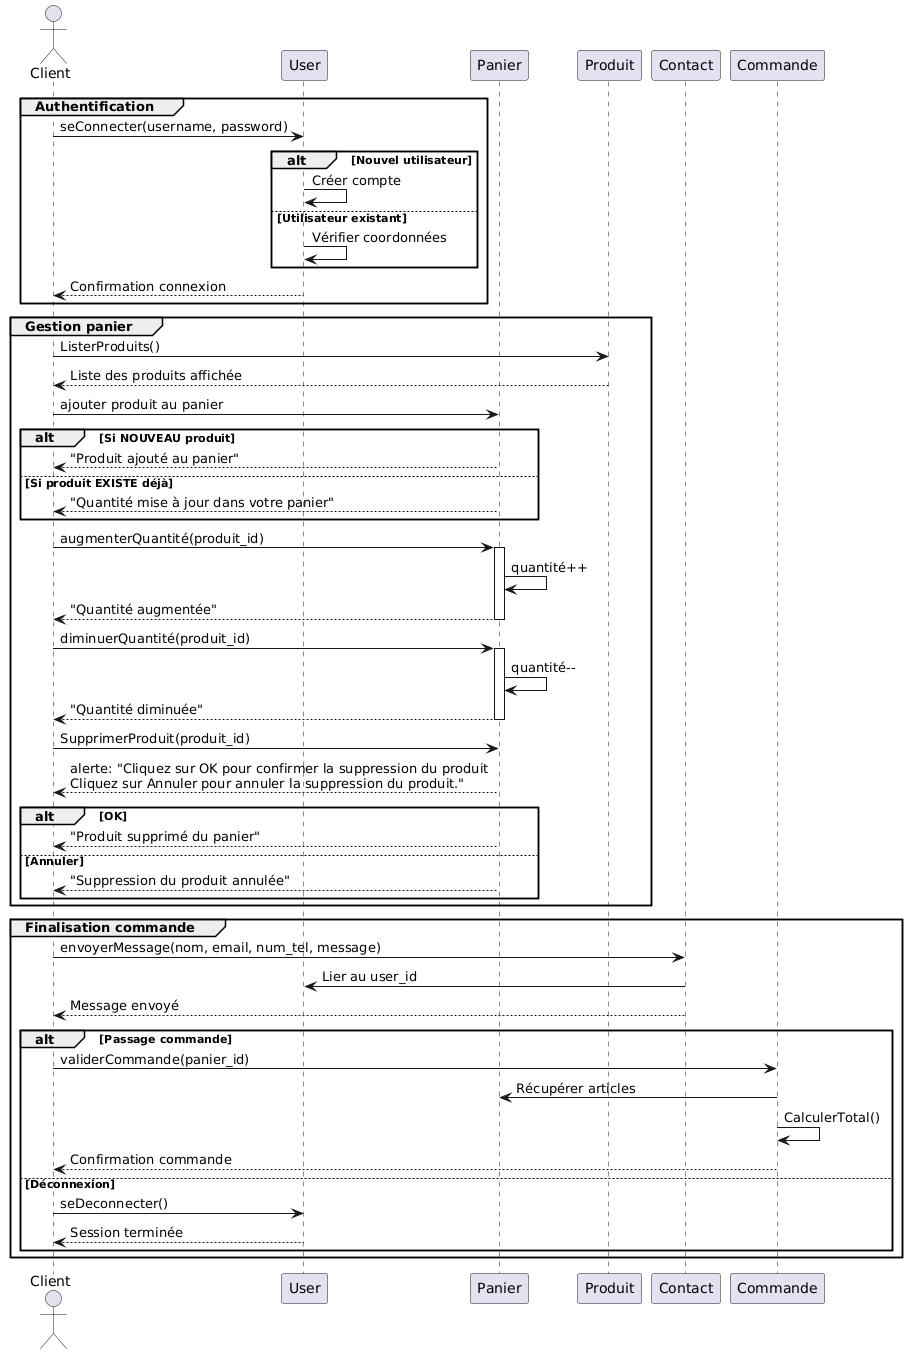 Client
User
Panier
Produit
Contact
Commande
Authentification
seConnecter(username, password)
alt
[Nouvel utilisateur]
Créer compte
[Utilisateur existant]
Vérifier coordonnées
Confirmation connexion
Gestion panier
ListerProduits()
Liste des produits affichée
ajouter produit au panier
alt
[Si NOUVEAU produit]
"Produit ajouté au panier"
[Si produit EXISTE déjà]
"Quantité mise à jour dans votre panier"
augmenterQuantité(produit_id)
quantité++
"Quantité augmentée"
diminuerQuantité(produit_id)
quantité--
"Quantité diminuée"
SupprimerProduit(produit_id)
alerte: "Cliquez sur OK pour confirmer la suppression du produit
Cliquez sur Annuler pour annuler la suppression du produit."
alt
[OK]
"Produit supprimé du panier"
[Annuler]
"Suppression du produit annulée"
Finalisation commande
envoyerMessage(nom, email, num_tel, message)
Lier au user_id
Message envoyé
alt
[Passage commande]
validerCommande(panier_id)
Récupérer articles
CalculerTotal()
Confirmation commande
[Déconnexion]
seDeconnecter()
Session terminée
Client
User
Panier
Produit
Contact
Commande